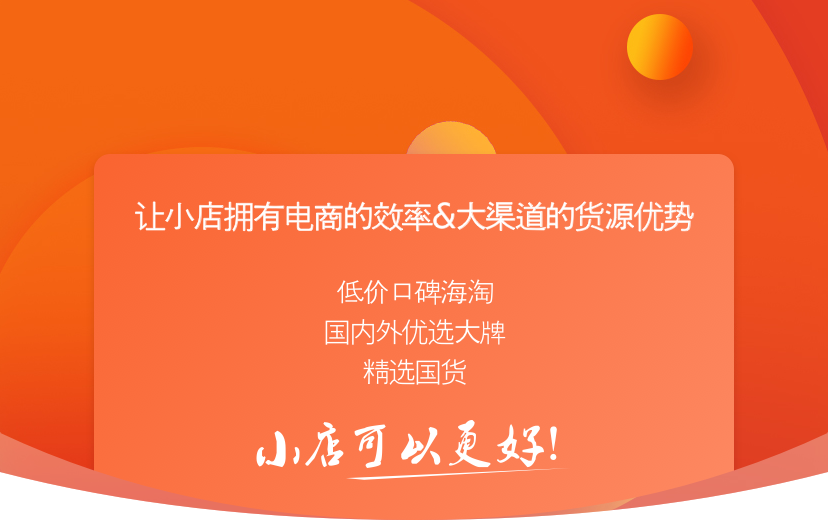 让小店拥有电商的效率&大渠道的货源优势
低价口碑海淘
国内外优选大牌
精选国货
小店可以更好!